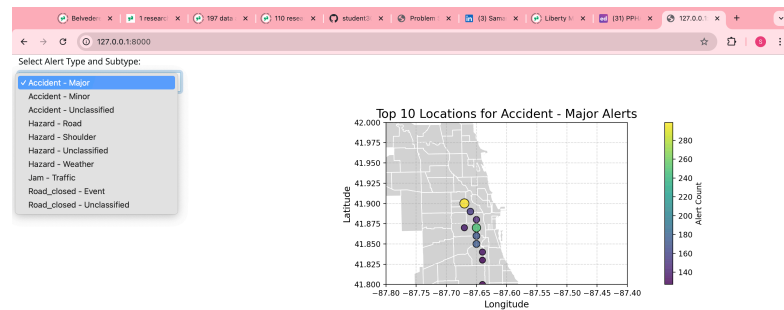 Belveder
1 research
197 data
110 resea
student3
Problem
(3) Sama
Liberty M
(31) PPH
127.0.0.1
127.0.0.1:8000
S
Select Alert Type and Subtype:
✓ Accident - Major
Accident - Minor
Accident - Unclassified
Hazard - Road
Hazard - Shoulder
Hazard - Unclassified
Hazard - Weather
Jam - Traffic
Road_closed - Event
Road_closed - Unclassified
Top 10 Locations for Accident - Major Alerts
42.000
41.975
41.950
41.925
41.900
41.875
41.850
41.825
41.800
Latitude
−87.80 −87.75 −87.70 −87.65 −87.60 −87.55 −87.50 −87.45 −87.40
Longitude
280
260
240
220
200
180
160
140
Alert Count